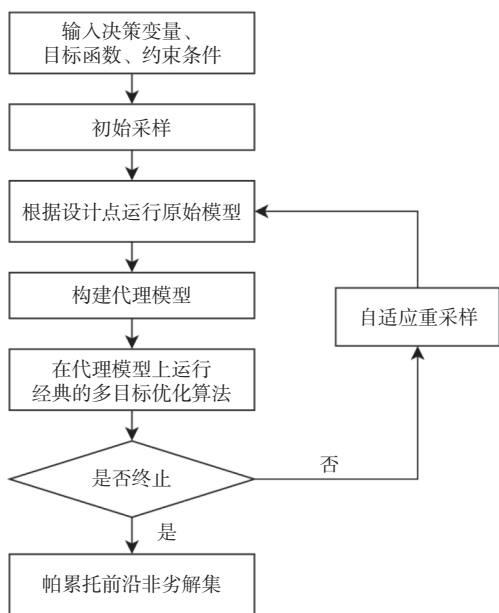 输入决策变量、
目标函数、约束条件
初始采样
根据设计点运行原始模型
构建代理模型
自适应重采样
在代理模型上运行
经典的多目标优化算法
是否终止
否
是
帕累托前沿非劣解集